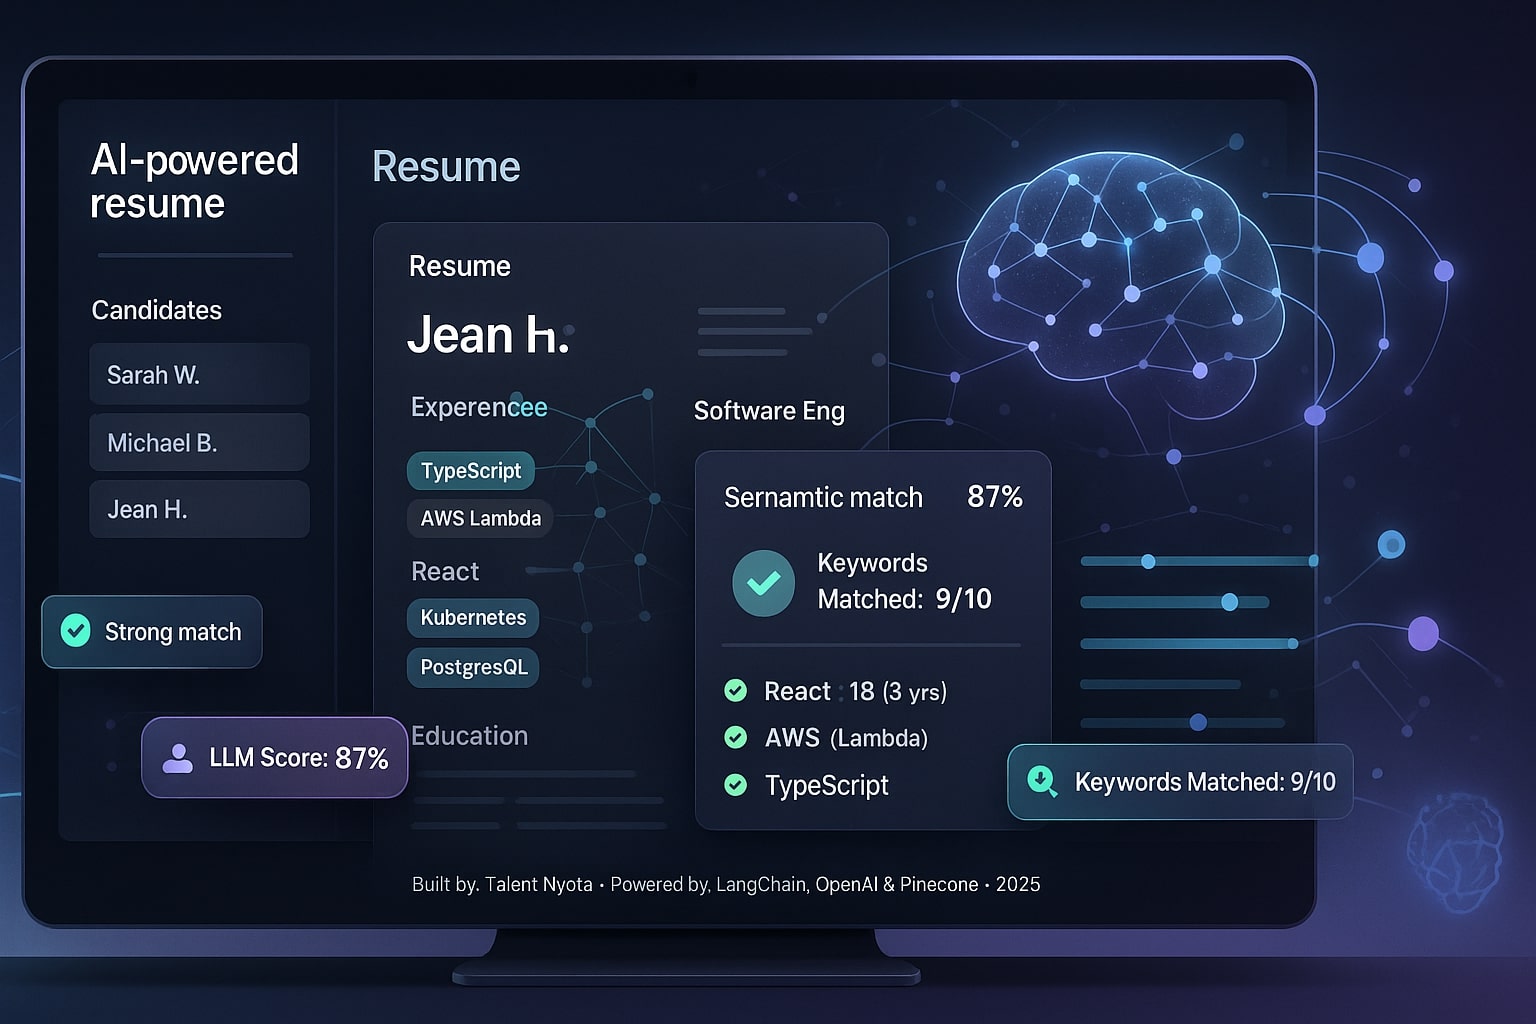 AI-powered
resume
Candidates
Sarah W.
Michael B.
Jean H.
Strong match
LLM Score: 87%
Resume
Resume
Jean h.
Experencee
TypeScript
AWS Lambda
React
Kubernetes
PostgresQL
Education
Software Eng
Sernamtic match 87%
Keywords
Matched: 9/10
React : 18 (3 yrs)
AWS (Lambda)
TypeScript
Keywords Matched: 9/10
Built by. Talent Nyota • Powered by, LangChain, OpenAI & Pinecone • 2025